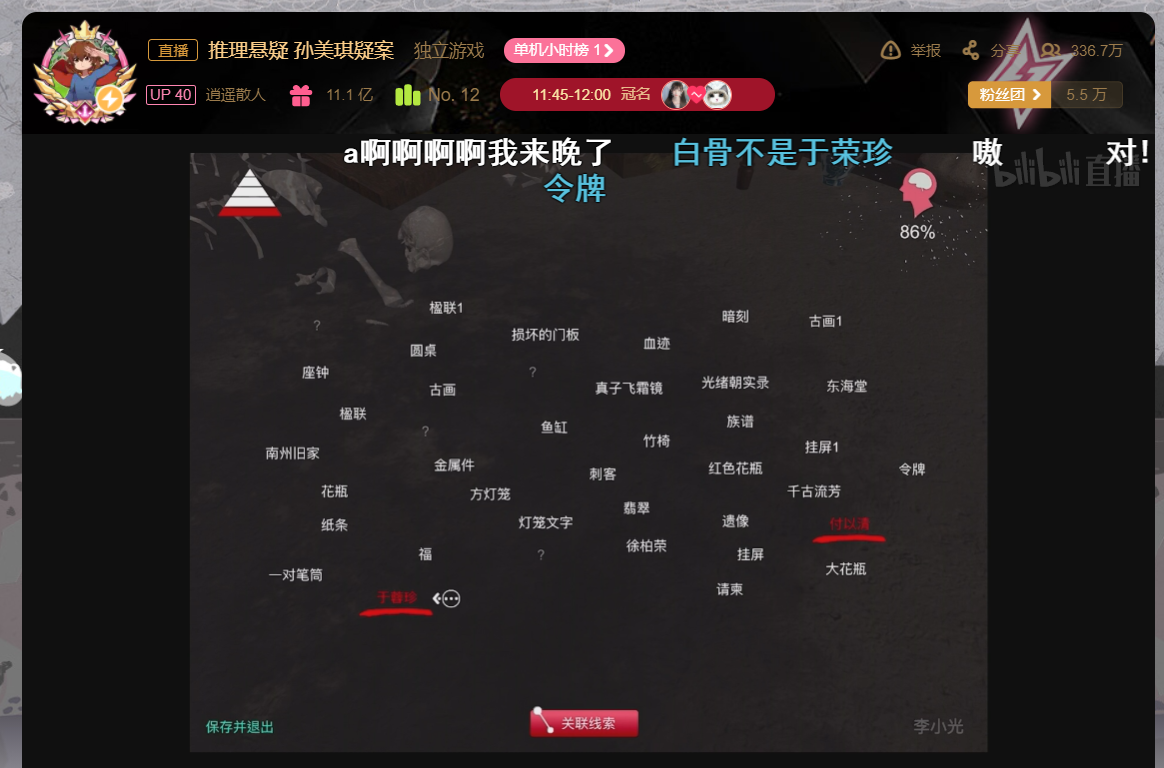 直播 推理悬疑 孙美琪疑案 独立游戏 单机小时榜 1 举报 336.7万
UP 40 逍遥散人 11.1 亿 No. 12 11:45-12:00 冠名 粉丝团 5.5 万
a啊啊啊啊我来晚了 白骨不是于荣珍 嗷 对!
bilibili 直播
令牌
86%
楹联1
暗刻
古画1
?
损坏的门板
血迹
圆桌
座钟
?
光绪朝实录
真子飞霜镜
东海堂
古画
楹联
族谱
鱼缸
?
竹椅
挂屏1
南州旧家
金属件
红色花瓶
令牌
刺客
花瓶
方灯笼
千古流芳
翡翠
纸条
灯笼文字
遗像
付以清
徐柏荣
福
?
挂屏
大花瓶
一对笔筒
请柬
保存并退出
关联线索
李小光